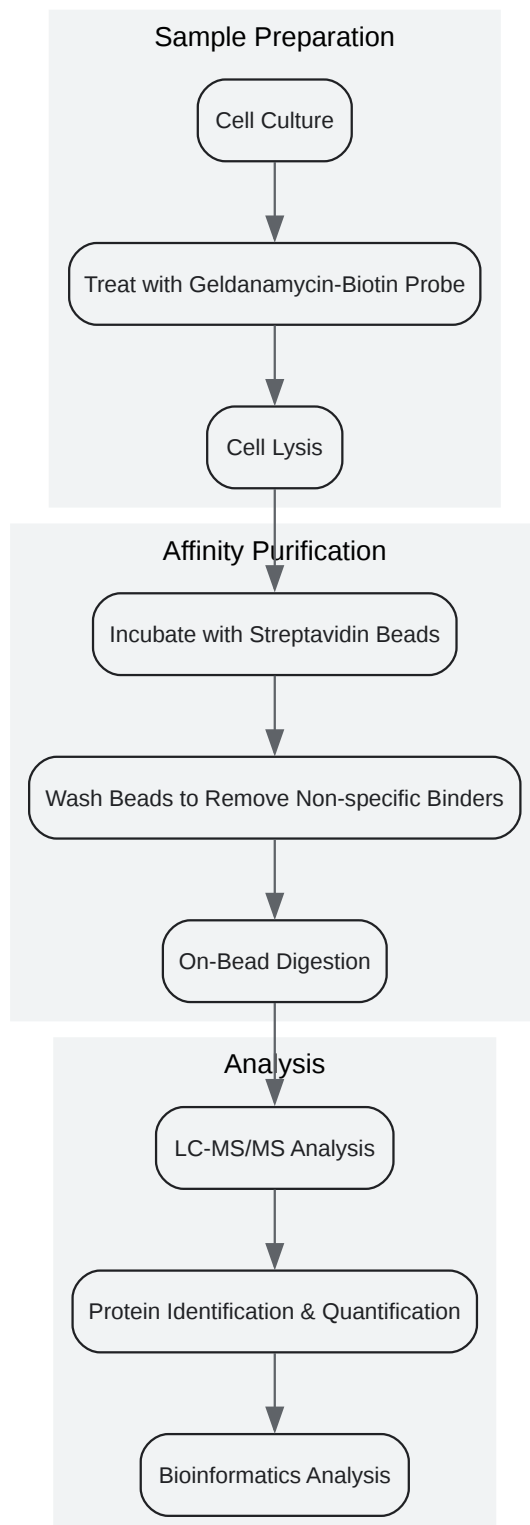 Sample Preparation
Cell Culture
Treat with Geldanamycin-Biotin Probe
Cell Lysis
Affinity Purification
Incubate with Streptavidin Beads
Wash Beads to Remove Non-specific Binders
On-Bead Digestion
Analysis
LC-MS/MS Analysis
Protein Identification & Quantification
Bioinformatics Analysis